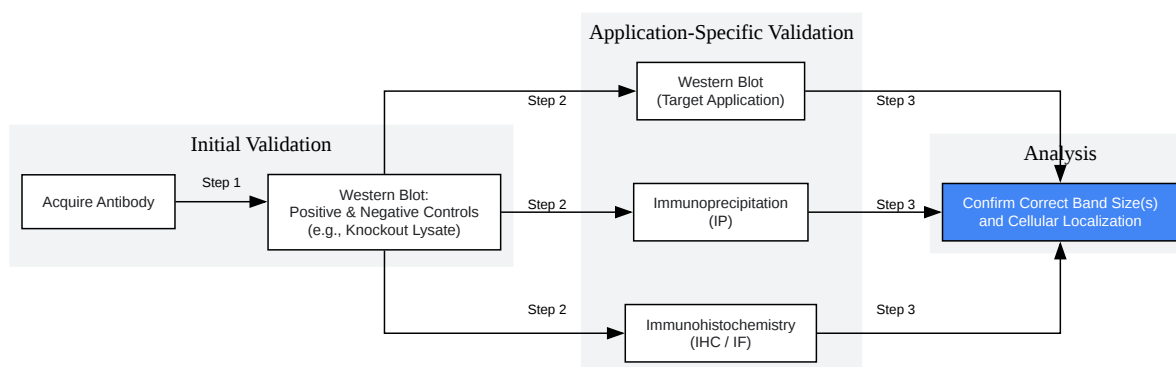 Application-Specific Validation
Western Blot
(Target Application)
Step 2
Step 3
Initial Validation
Analysis
Acquire Antibody
Step 1
Western Blot:
Positive & Negative Controls
(e.g., Knockout Lysate)
Step 2
Immunoprecipitation
(IP)
Step 3
Confirm Correct Band Size(s)
and Cellular Localization
Step 2
Immunohistochemistry
(IHC / IF)
Step 3